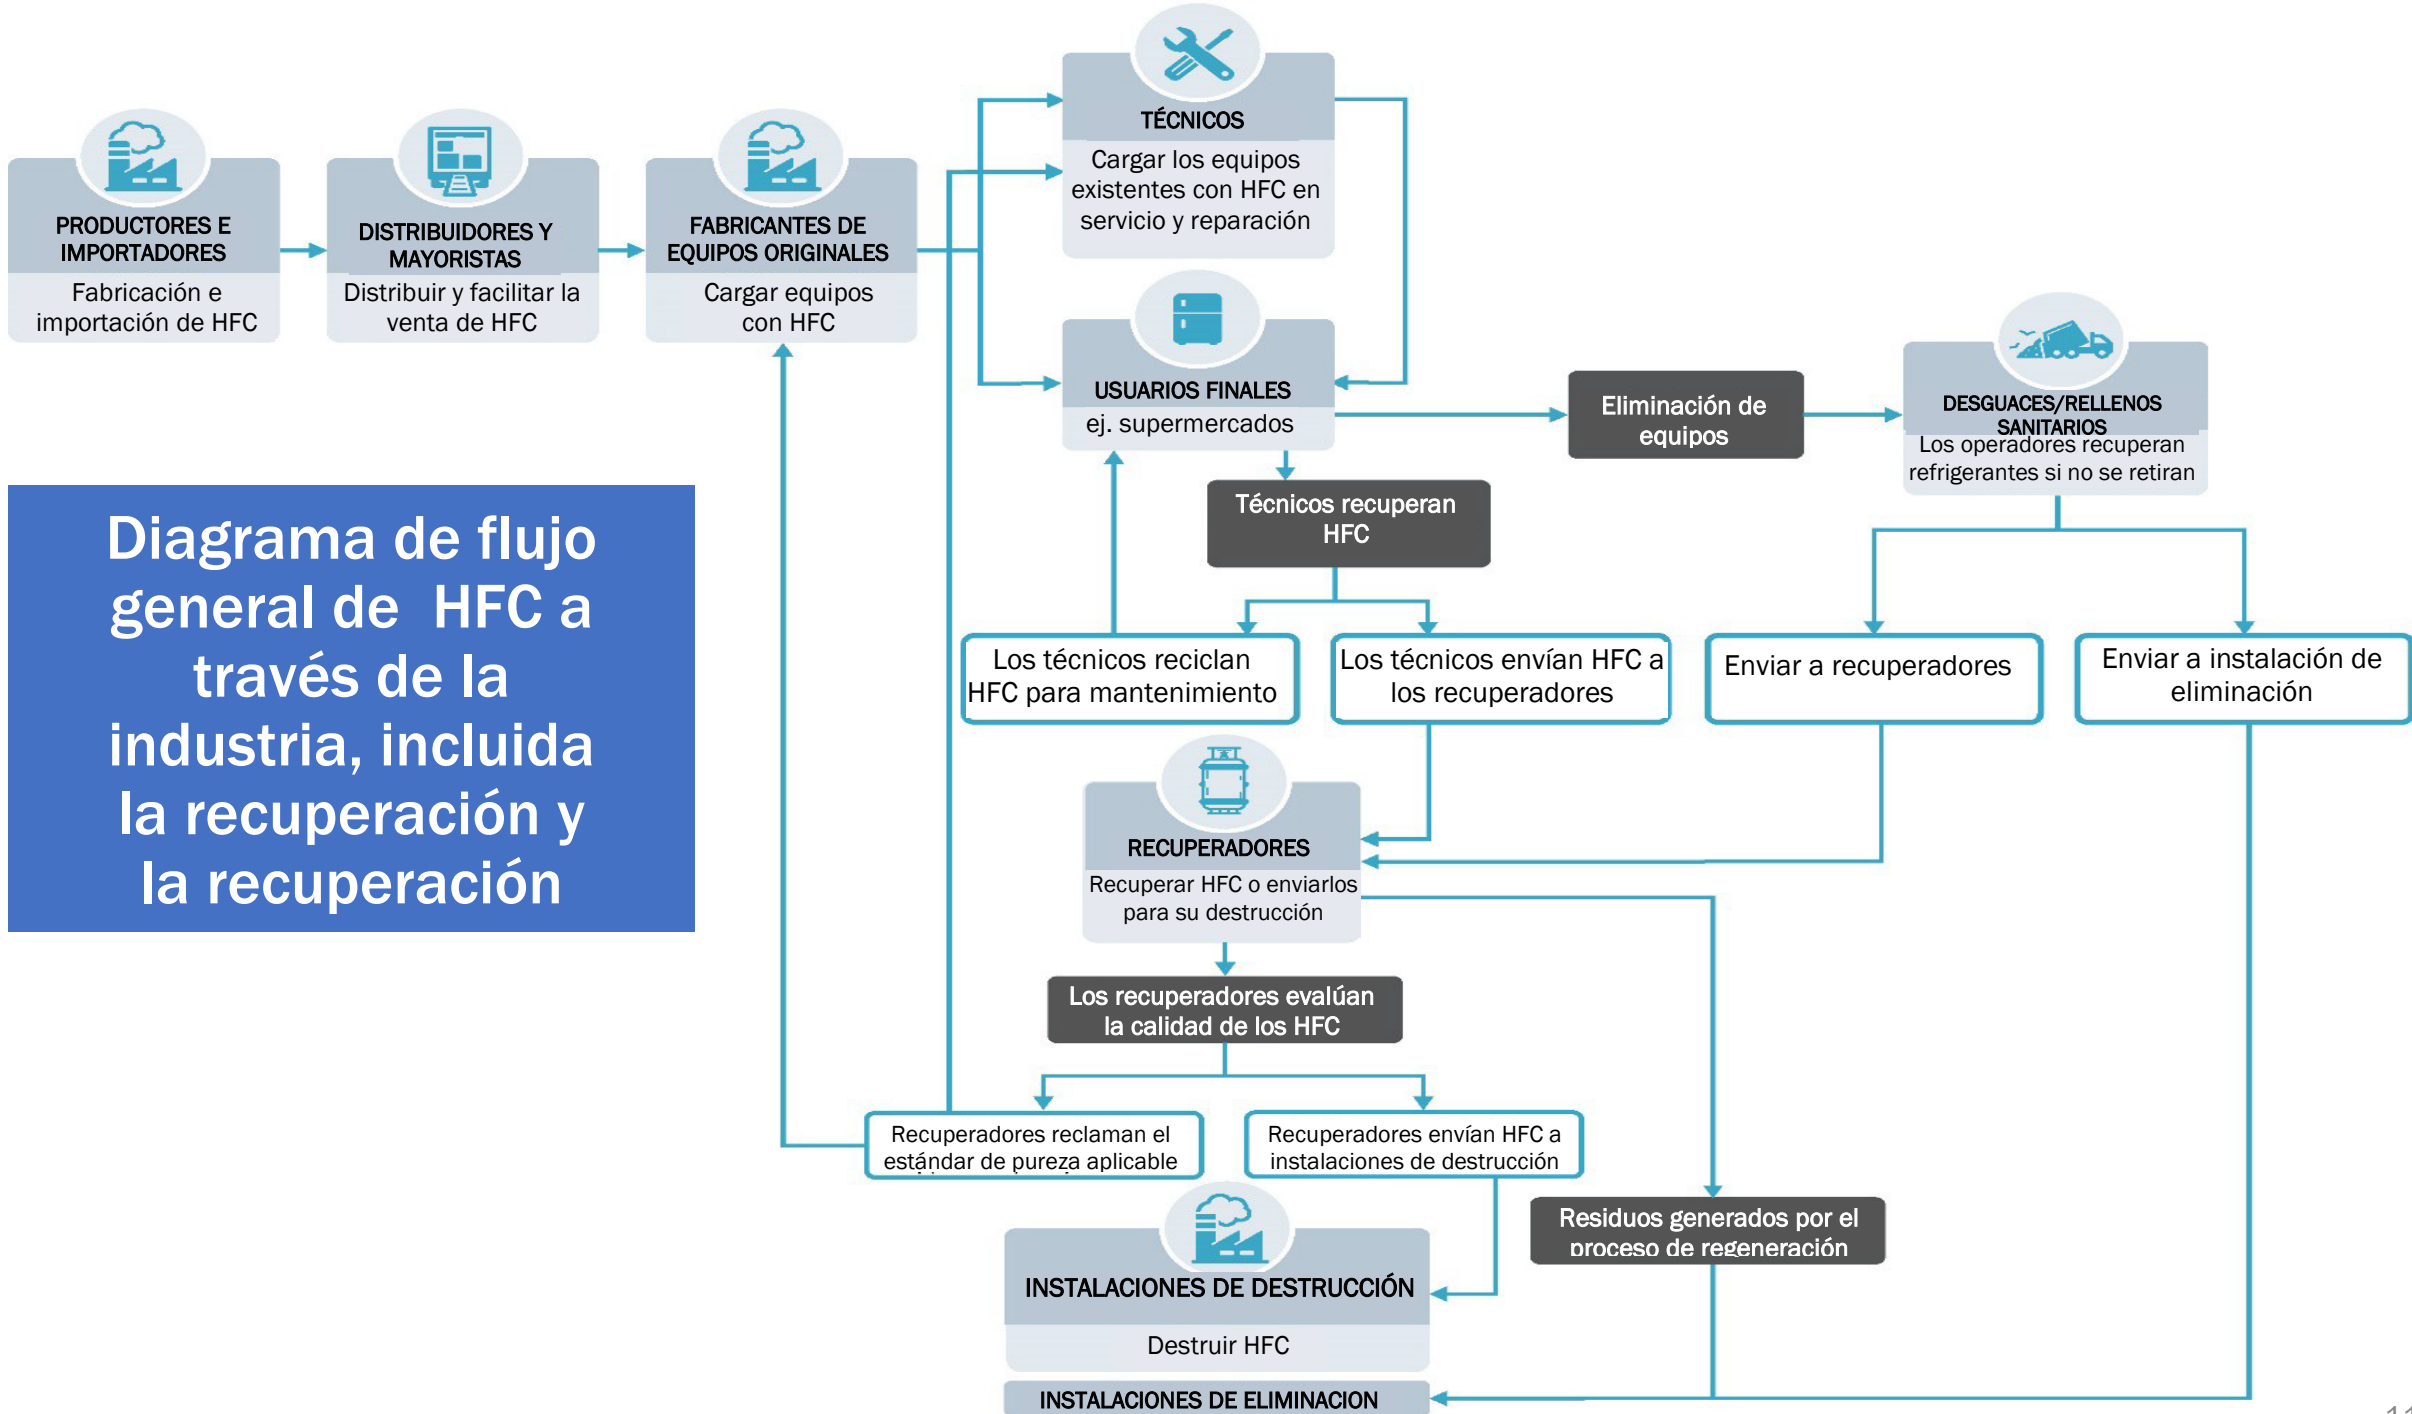 TÉCNICOS
Cargar los equipos
existentes con HFC en
servicio y reparación
PRODUCTORES E
IMPORTADORES
Fabricación e
importación de HFC
DISTRIBUIDORES Y
MAYORISTAS
Distribuir y facilitar la
venta de HFC
FABRICANTES DE
EQUIPOS ORIGINALES
Cargar equipos
con HFC
USUARIOS FINALES
ej. supermercados
Eliminación de
equipos
DESGUACES/RELLENOS
SANITARIOS
Los operadores recuperan
refrigerantes si no se retiran
Diagrama de flujo
general de HFC a
través de la
industria, incluida
la recuperación y
la recuperación
Técnicos recuperan
HFC
Los técnicos reciclan
HFC para mantenimiento
Los técnicos envían HFC a
los recuperadores
Enviar a recuperadores
Enviar a instalación de
eliminación
RECUPERADORES
Recuperar HFC o enviarlos
para su destrucción
Los recuperadores evalúan
la calidad de los HFC
Recuperadores reclaman el
estándar de pureza aplicable
Recuperadores envían HFC a
instalaciones de destrucción
Residuos generados por el
proceso de regeneración
INSTALACIONES DE DESTRUCCIÓN
Destruir HFC
INSTALACIONES DE ELIMINACION